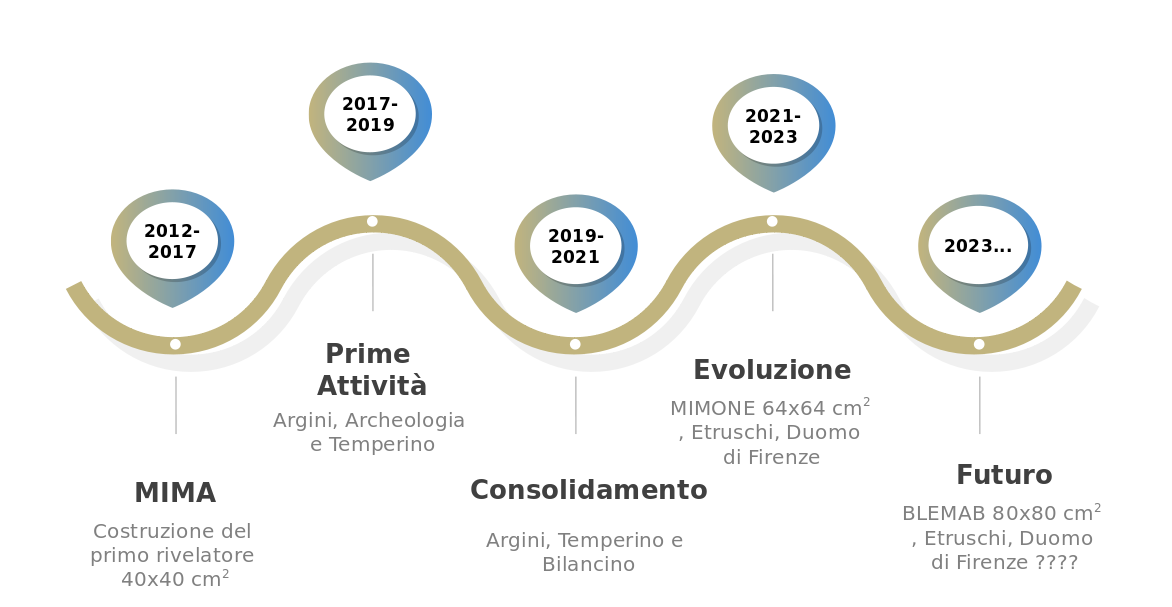 2012-
2017
MIMA
Costruzione del
primo rivelatore
40x40 cm²
2017-
2019
Prime
Attività
Argini, Archeologia
e Temperino
2019-
2021
Consolidamento
Argini, Temperino e
Bilancino
2021-
2023
Evoluzione
MIMONE 64x64 cm²
, Etruschi, Duomo
di Firenze
2023...
Futuro
BLEMAB 80x80 cm²
, Etruschi, Duomo
di Firenze ????